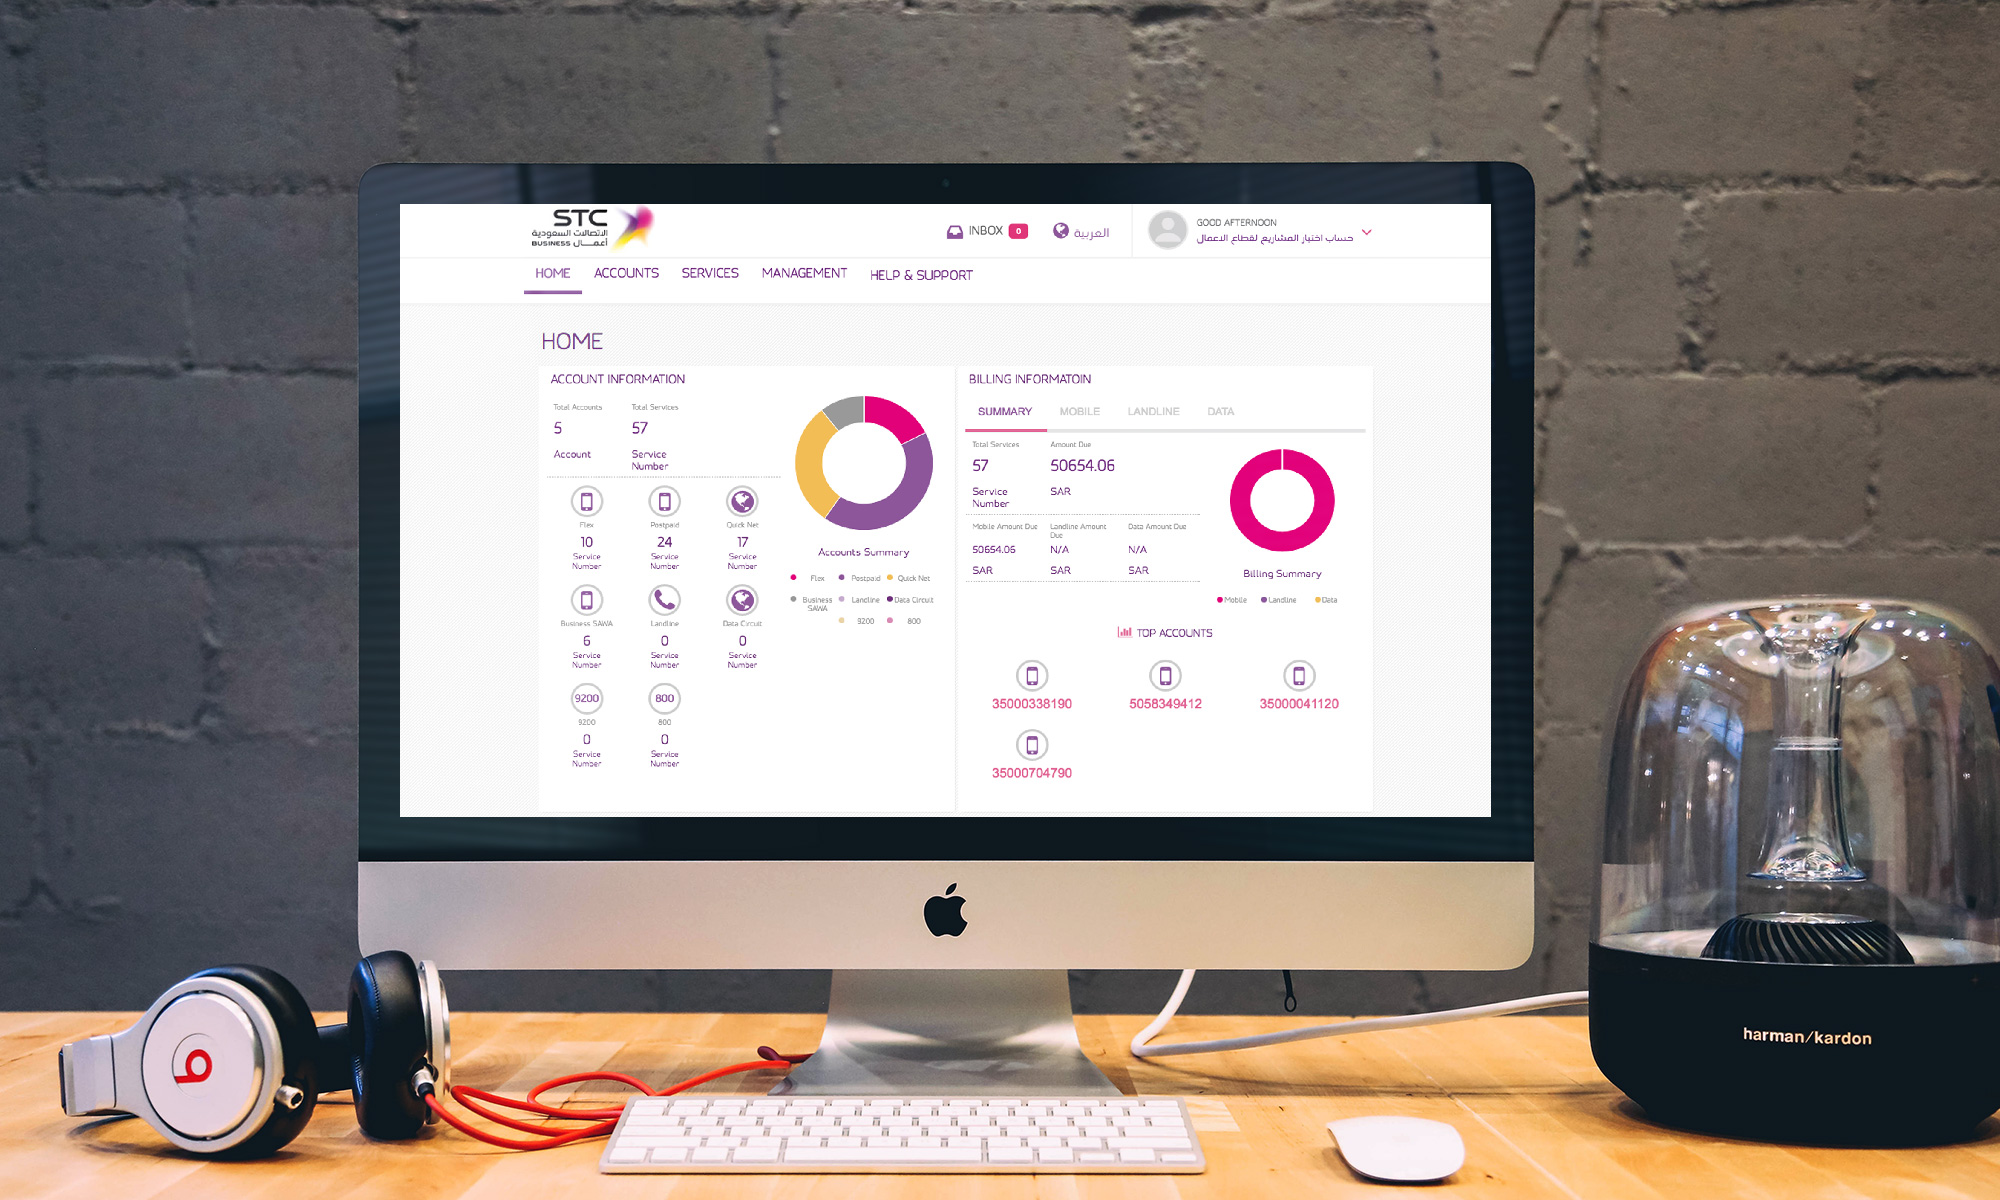 STC
الاتصالات السعودية
BUSINESS أعمـــال
INBOX 0
العربية
GOOD AFTERNOON
حساب اختبار المشاريع لقطاع الاعمال
HOME ACCOUNTS SERVICES MANAGEMENT HELP & SUPPORT
HOME
ACCOUNT INFORMATION
Total Accounts Total Services
5 57
Account Service
Number
Flex Postpaid Quick Net
10 24 17
Service Service Service
Number Number Number
Business SAWA Landline Data Circuit
6 0 0
Service Service Service
Number Number Number
9200 800
9200 800
0 0
Service Service
Number Number
Accounts Summary
Flex Postpaid Quick Net
Business Landline Data Circuit
SAWA
9200 800
BILLING INFORMATOIN
SUMMARY MOBILE LANDLINE DATA
Total Services Amount Due
57 50654.06
Service SAR
Number
Mobile Amount Due Landline Amount Data Amount Due
Due
50654.06 N/A N/A
SAR SAR SAR
Billing Summary
Mobile Landline Data
TOP ACCOUNTS
35000338190 5058349412 35000041120
35000704790
b
harman/kardon